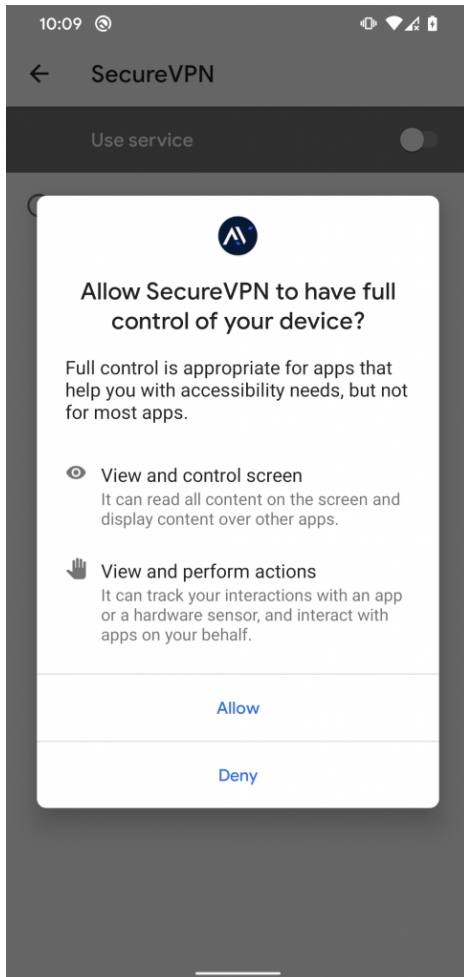 10:09
SecureVPN
Use service
Allow SecureVPN to have full
control of your device?
Full control is appropriate for apps that
help you with accessibility needs, but not
for most apps.
View and control screen
It can read all content on the screen and
display content over other apps.
View and perform actions
It can track your interactions with an app
or a hardware sensor, and interact with
apps on your behalf.
Allow
Deny